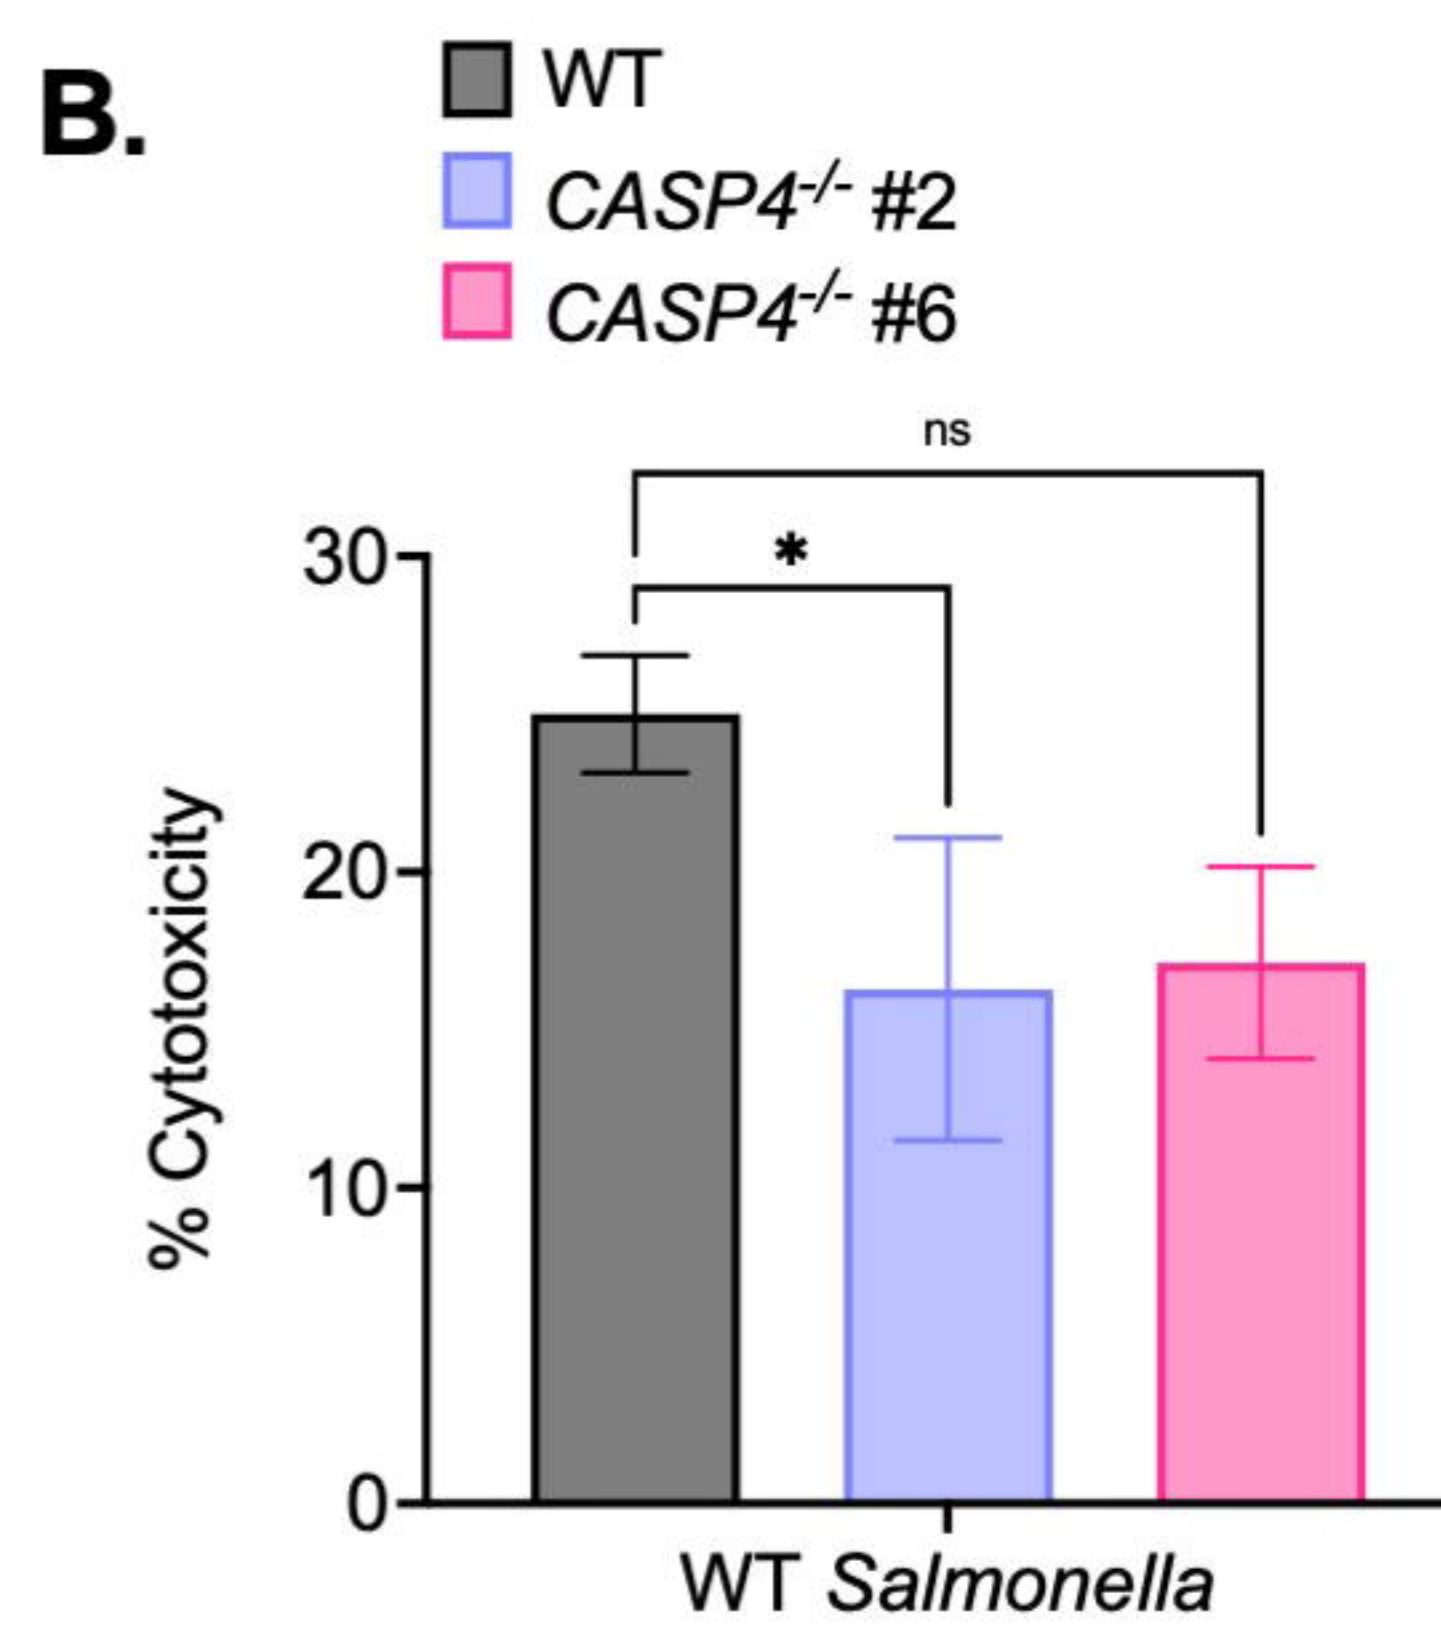 B.
WT
CASP4-/- #2
CASP4-/- #6
ns
*
30
20
10
0
% Cytotoxicity
WT Salmonella